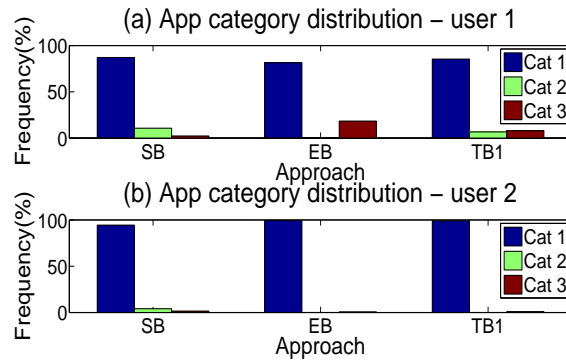 (a) App category distribution – user 1
Frequency(%)
100
50
0
SB EB TB1
Approach
Cat 1
Cat 2
Cat 3
(b) App category distribution – user 2
Frequency(%)
100
50
0
SB EB TB1
Approach
Cat 1
Cat 2
Cat 3